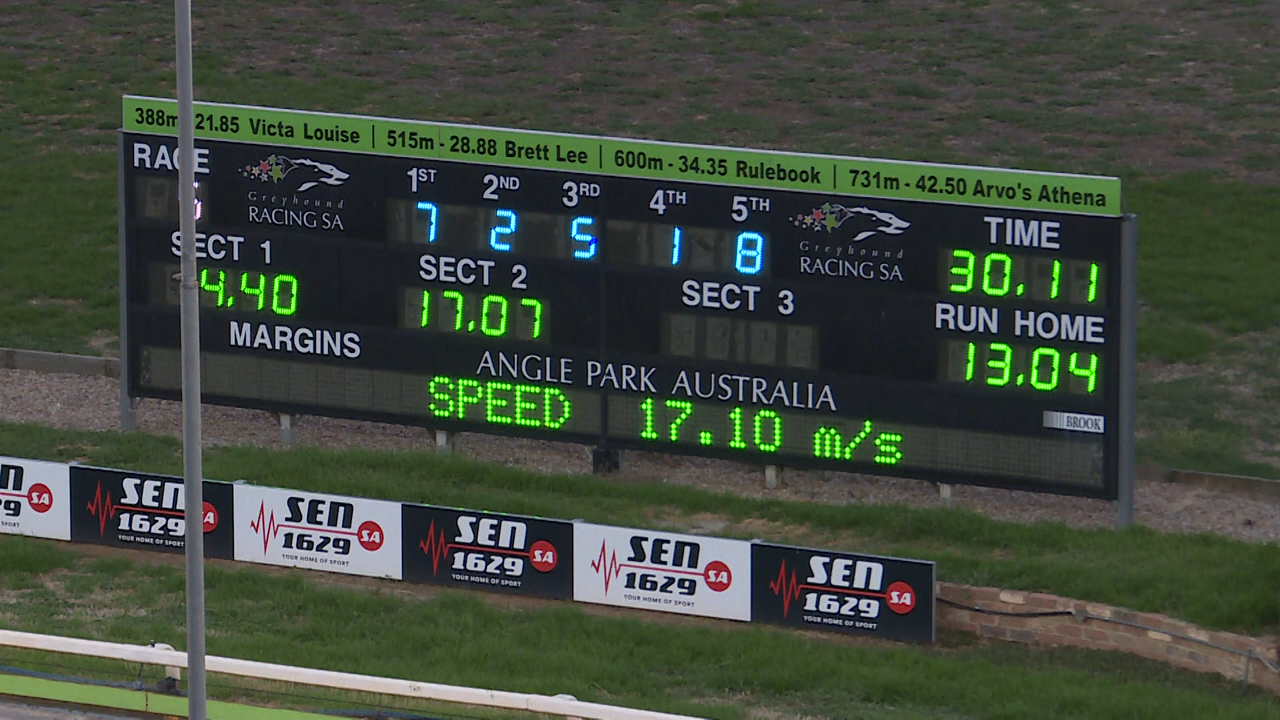 388m 21.85 Victa Louise | 515m - 28.88 Brett Lee | 600m - 34.35 Rulebook | 731m - 42.50 Arvo's Athena
RACE
Greyhound
RACING SA
1ST 2ND 3RD 4TH 5TH
7 2 5 1 8
Greyhound
RACING SA
TIME
30.11
SECT 1
4.40
SECT 2
17.07
SECT 3
RUN HOME
13.04
MARGINS
ANGLE PARK AUSTRALIA
SPEED 17.10 m/s
BROOK
N
9 SA
OF SPORT
SEN
1629 SA
YOUR HOME OF
SEN
1629 SA
YOUR HOME OF SPORT
SEN
1629 SA
YOUR HOME OF SPORT
SEN
1629 SA
YOUR HOME OF SPORT
SEN
1629 SA
YOUR HOME OF SPORT